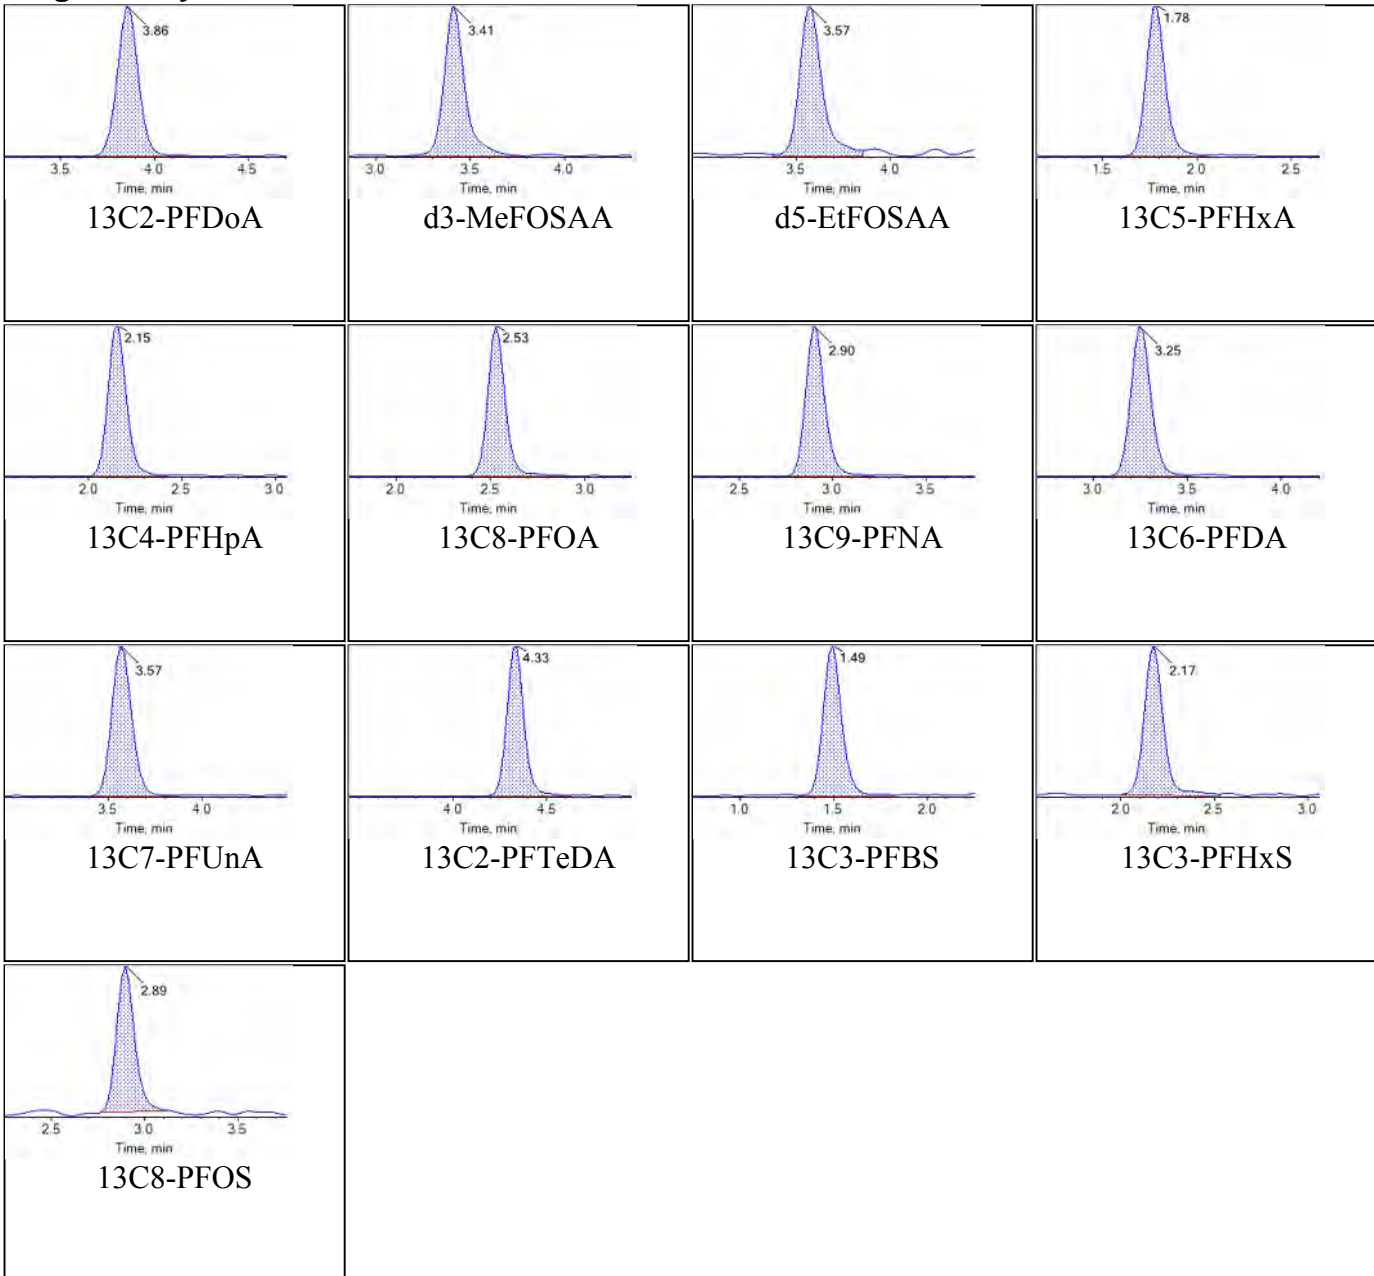 3.86
3.5 4.0 4.5
Time, min
13C2-PFDoA
3.41
3.0 3.5 4.0
Time, min
d3-MeFOSAA
3.57
3.5 4.0
Time, min
d5-EtFOSAA
1.78
1.5 2.0 2.5
Time, min
13C5-PFHxA
2.15
2.0 2.5 3.0
Time, min
13C4-PFHpA
2.53
2.0 2.5 3.0
Time, min
13C8-PFOA
2.90
2.5 3.0 3.5
Time, min
13C9-PFNA
3.25
3.0 3.5 4.0
Time, min
13C6-PFDA
3.57
3.5 4.0
Time, min
13C7-PFUnA
4.33
4.0 4.5
Time, min
13C2-PFTeDA
1.49
1.0 1.5 2.0
Time, min
13C3-PFBS
2.17
2.0 2.5 3.0
Time, min
13C3-PFHxS
2.89
2.5 3.0 3.5
Time, min
13C8-PFOS